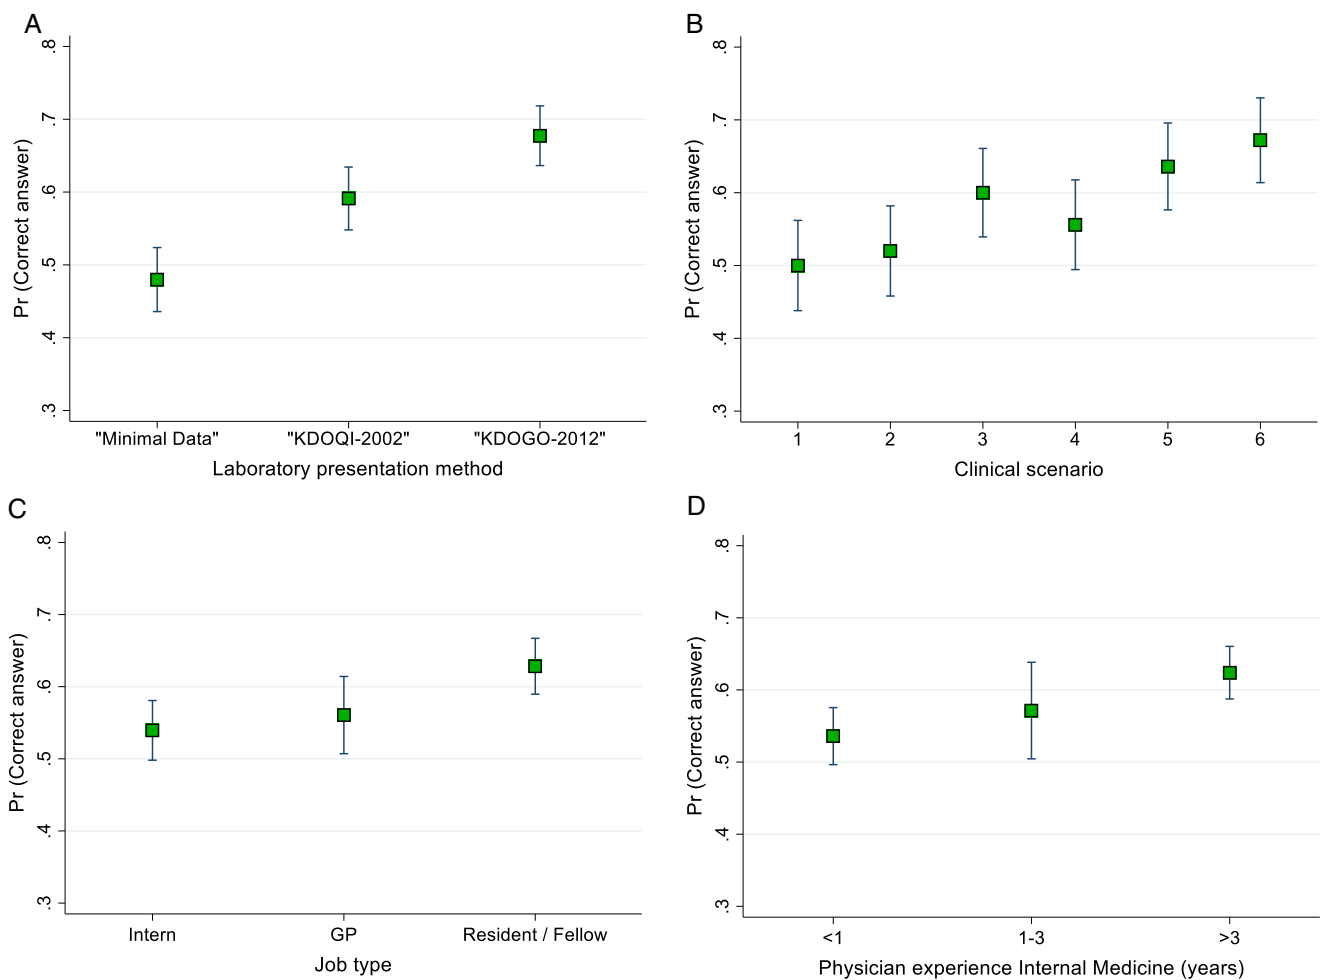 A
Pr (Correct answer)
.8
.7
.6
.5
.4
.3
"Minimal Data" "KDOQI-2002" "KDOGO-2012"
Laboratory presentation method
B
Pr (Correct answer)
.8
.7
.6
.5
.4
.3
1 2 3 4 5 6
Clinical scenario
C
Pr (Correct answer)
.8
.7
.6
.5
.4
.3
Intern GP Resident / Fellow
Job type
D
Pr (Correct answer)
.8
.7
.6
.5
.4
.3
<1 1-3 >3
Physician experience Internal Medicine (years)